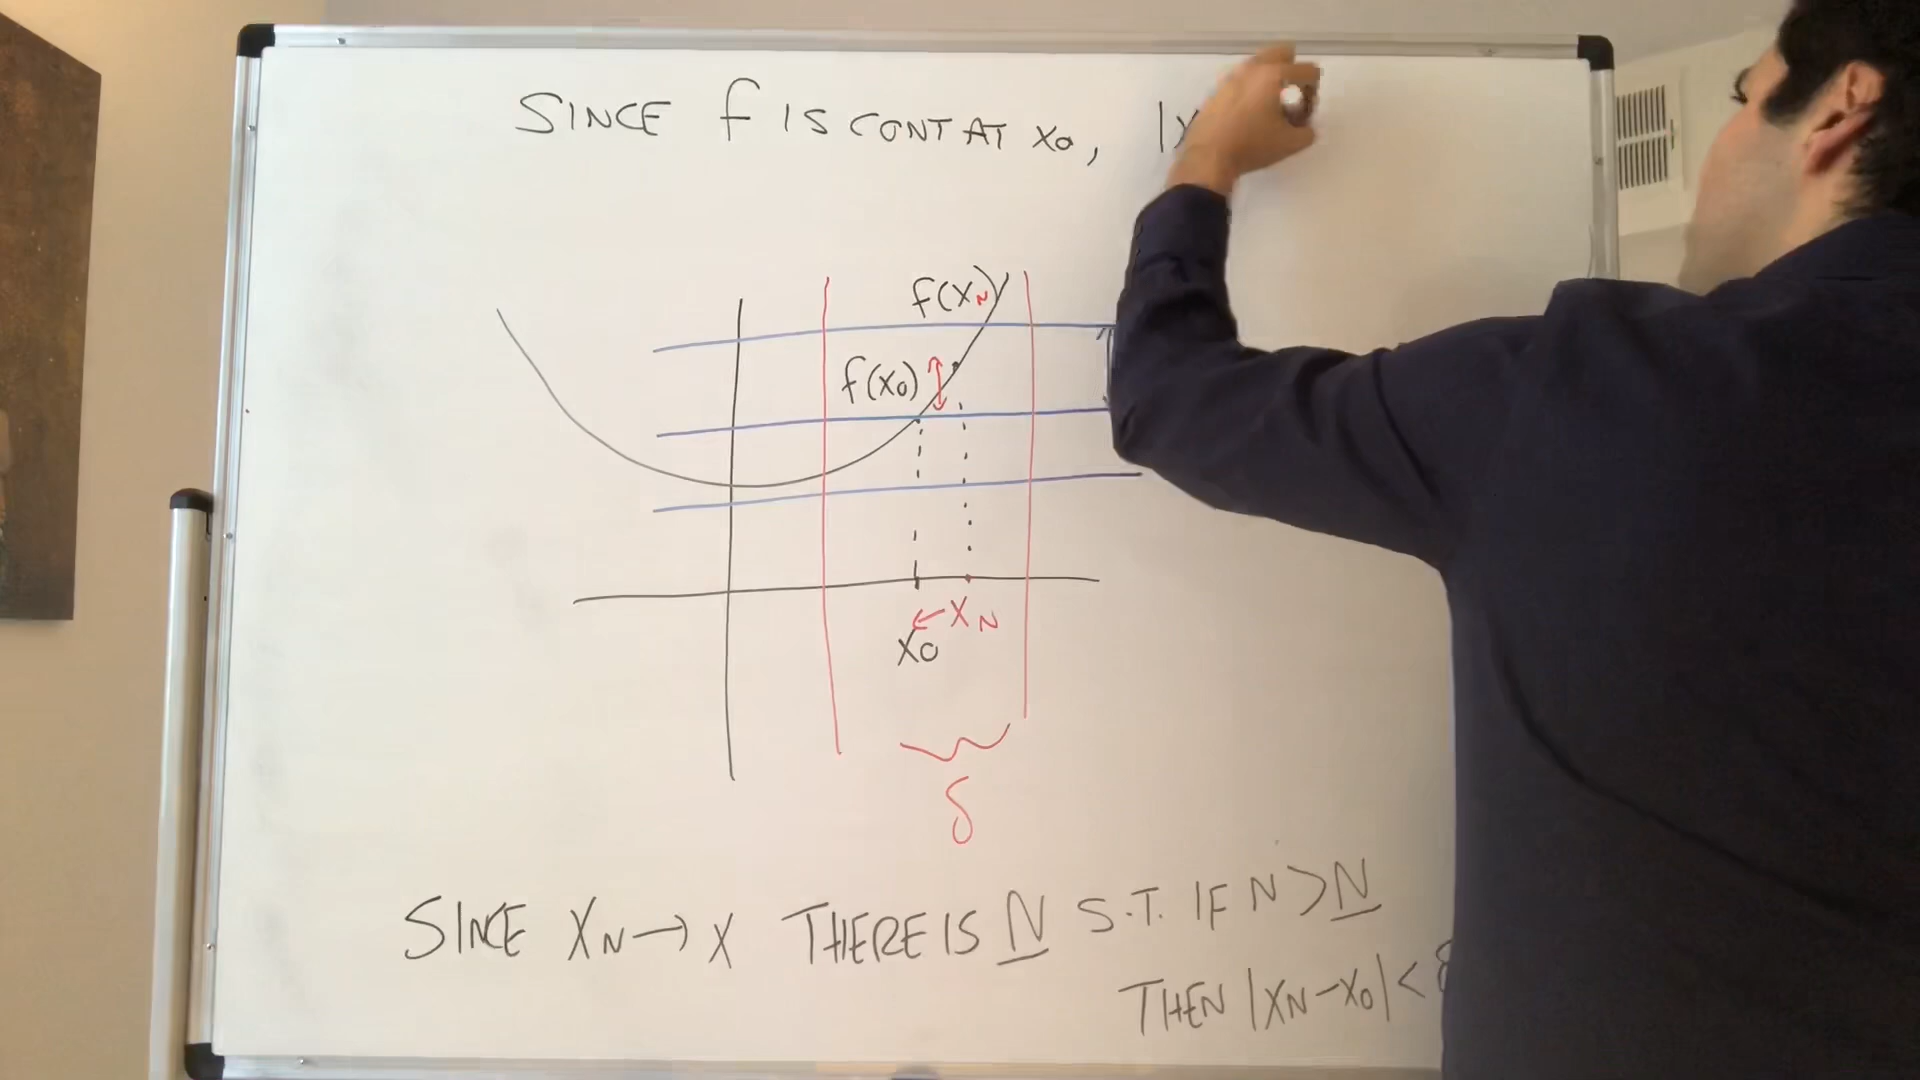 SINCE f IS CONT AT x0, |x
f(xN)
f(x0)
xN
x0
δ
SINCE xN → x THERE IS N S.T. IF N > N
THEN |xN - x0| <